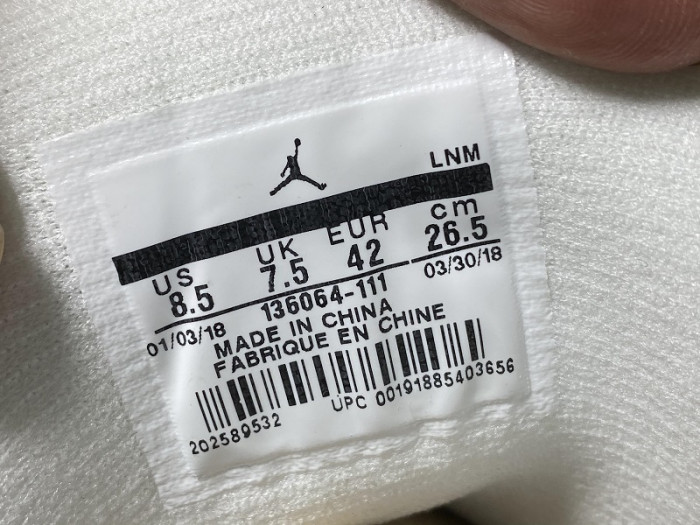 LNM
US UK EUR cm
8.5 7.5 42 26.5
01/03/18 136064-111 03/30/18
MADE IN CHINA
FABRIQUE EN CHINE
202589532 UPC 00191885403656